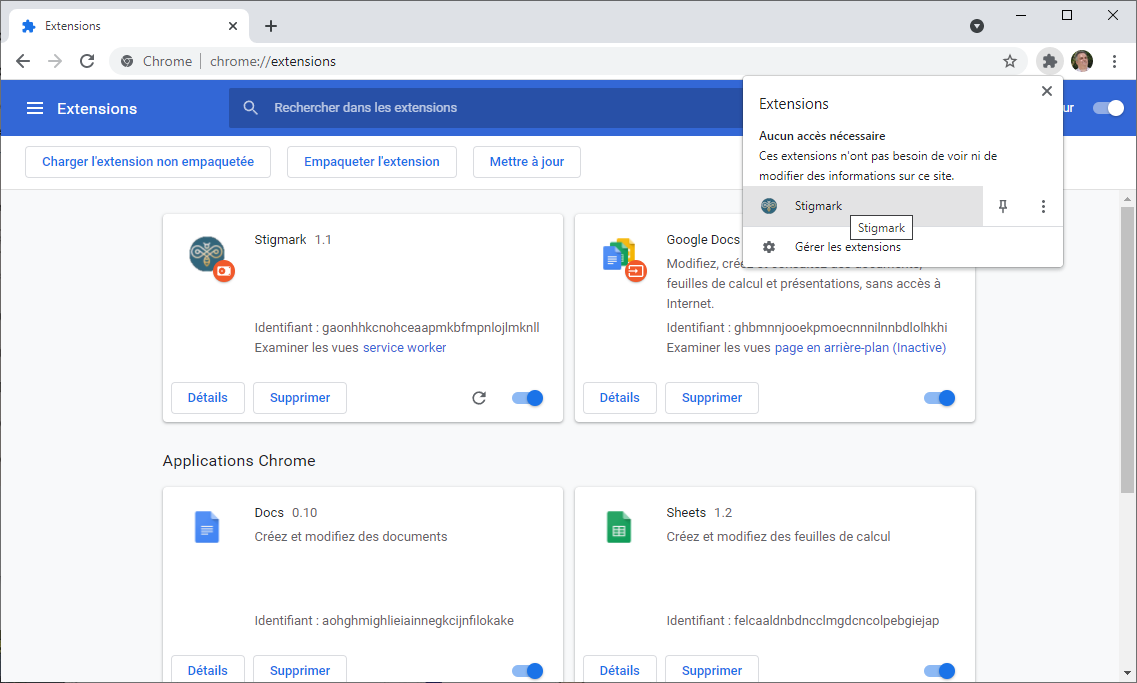 Extensions
Chrome
chrome://extensions
Extensions
Rechercher dans les extensions
ur
Charger l'extension non empaquetée
Empaqueter l'extension
Mettre à jour
Extensions
Aucun accès nécessaire
Ces extensions n'ont pas besoin de voir ni de
modifier des informations sur ce site.
Stigmark
Stigmark
Gérer les extensions
Stigmark 1.1
Identifiant : gaonhhkcnohceaapmkbfmpnlojlmknll
Examiner les vues service worker
Détails
Supprimer
Google Docs
Modifiez, créez
feuilles de calcul et présentations, sans accès à
Internet.
Identifiant : ghbmnnjooekpmoecnnnilnnbdlolhkhi
Examiner les vues page en arrière-plan (Inactive)
Détails
Supprimer
Applications Chrome
Docs 0.10
Créez et modifiez des documents
Identifiant : aohghmighlieiainnegkcijnfilokake
Détails
Supprimer
Sheets 1.2
Créez et modifiez des feuilles de calcul
Identifiant : felcaaldnbdncclmgdcncolpebgiejap
Détails
Supprimer